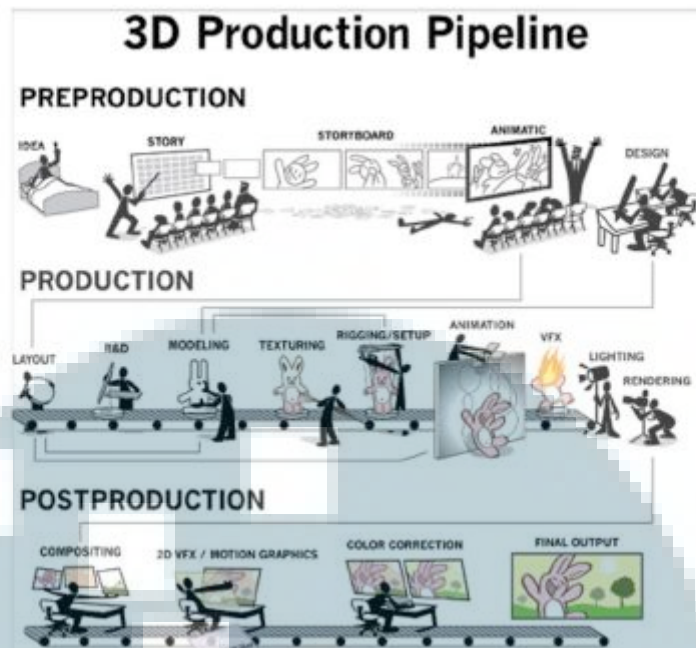 3D Production Pipeline
PREPRODUCTION
IDEA
STORY
STORYBOARD
ANIMATIC
DESIGN
PRODUCTION
LAYOUT
R&D
MODELING
TEXTURING
RIGGING/SETUP
ANIMATION
VFX
LIGHTING
RENDERING
POSTPRODUCTION
COMPOSITING
2D VFX / MOTION GRAPHICS
COLOR CORRECTION
FINAL OUTPUT